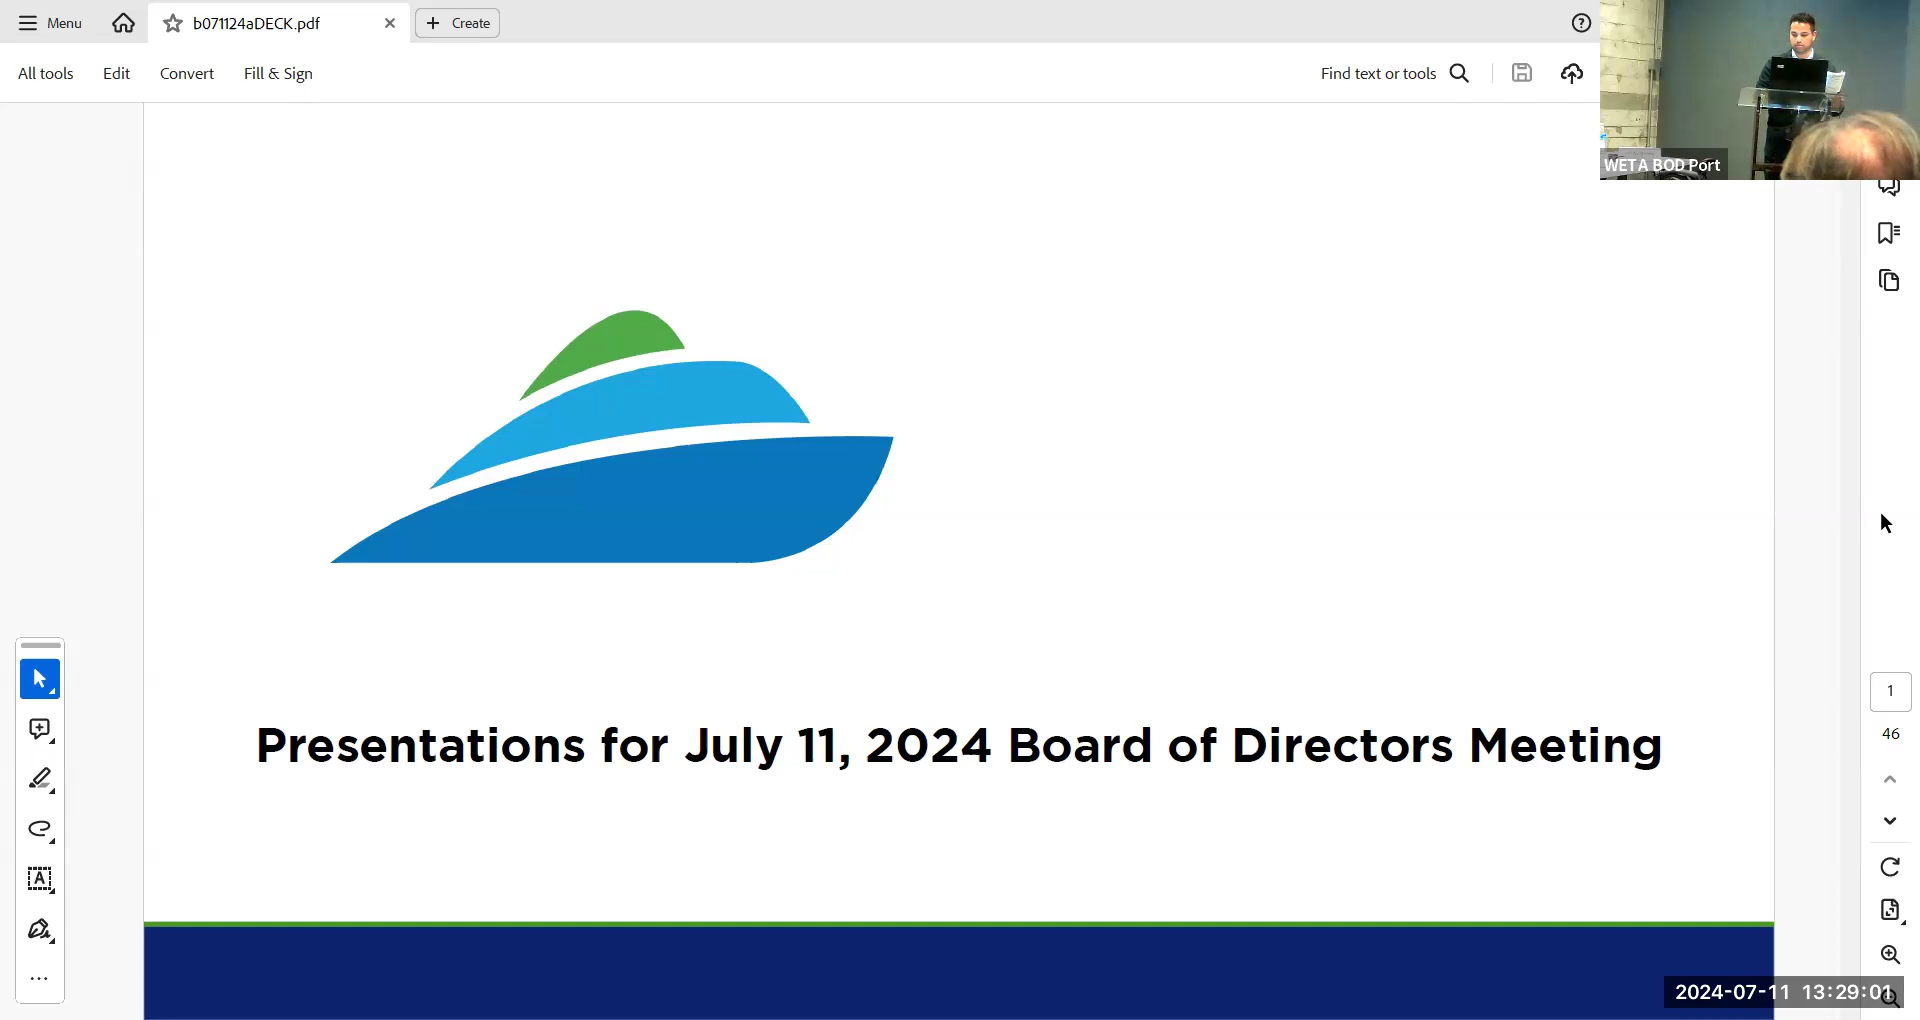 Menu
b071124aDECK.pdf
Create
All tools
Edit
Convert
Fill & Sign
Find text or tools
WETA BOD Port
Presentations for July 11, 2024 Board of Directors Meeting
1
46
2024-07-11 13:29:01